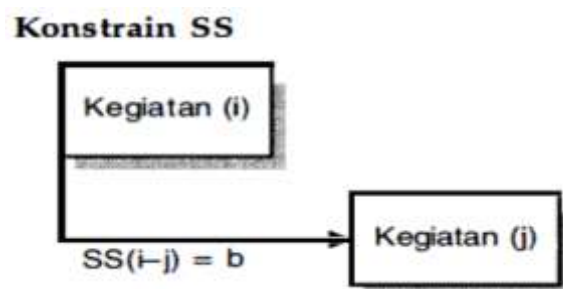 Konstrain SS
Kegiatan (i)
Kegiatan (j)
SS(i–j) = b